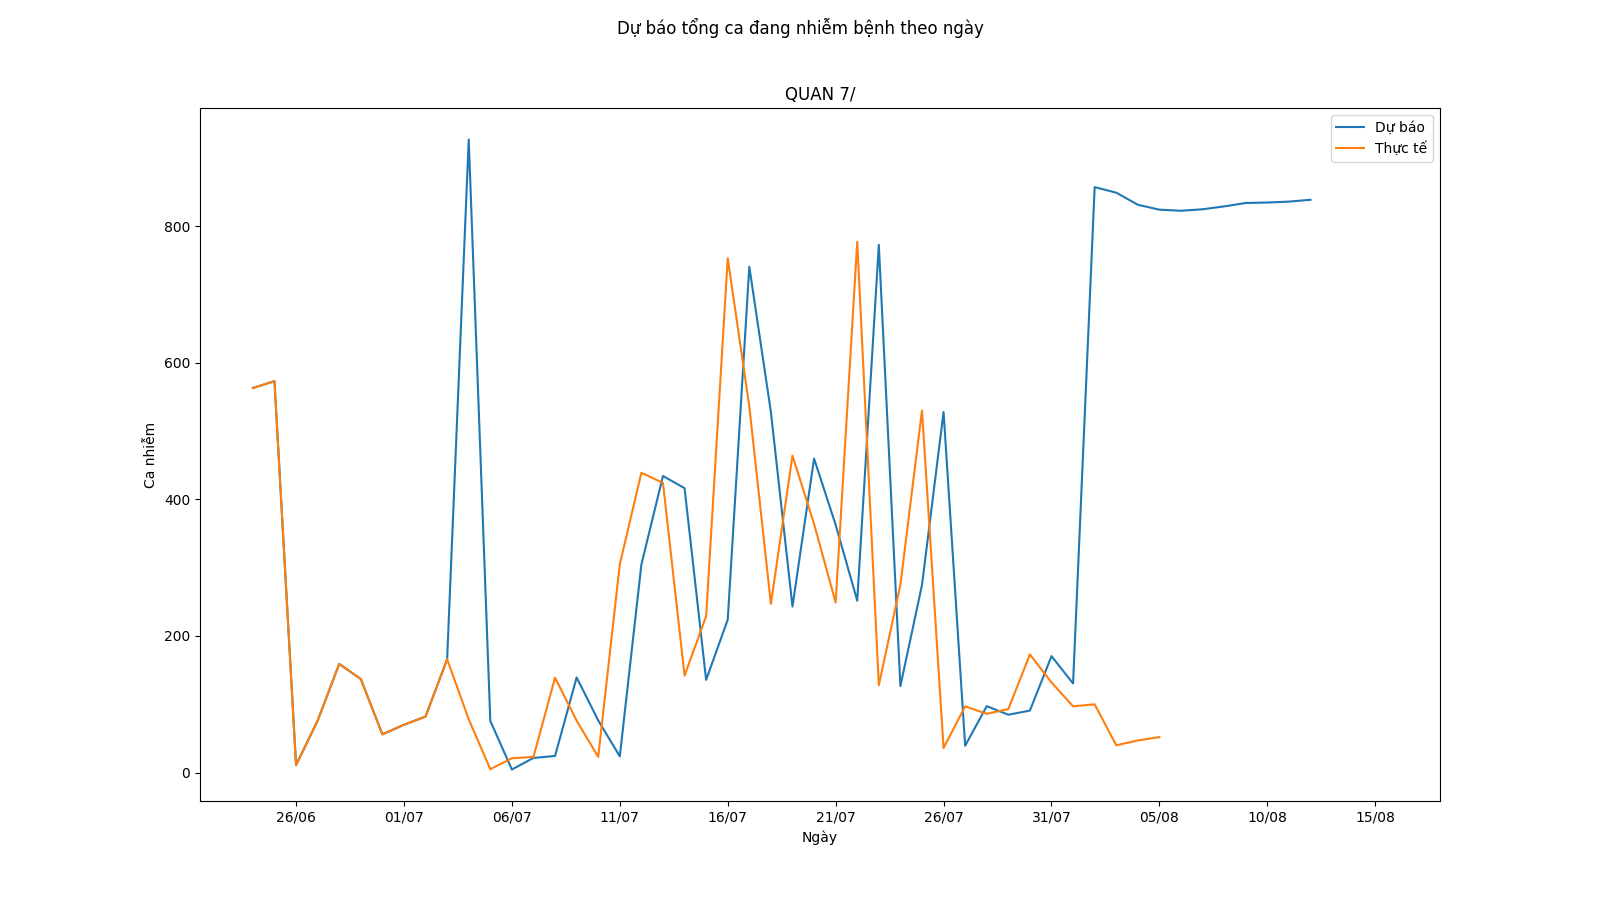 Dự báo tổng ca đang nhiễm bệnh theo ngày
QUAN 7/
Dự báo
Thực tế
800
600
400
200
0
Ca nhiễm
26/06 01/07 06/07 11/07 16/07 21/07 26/07 31/07 05/08 10/08 15/08
Ngày